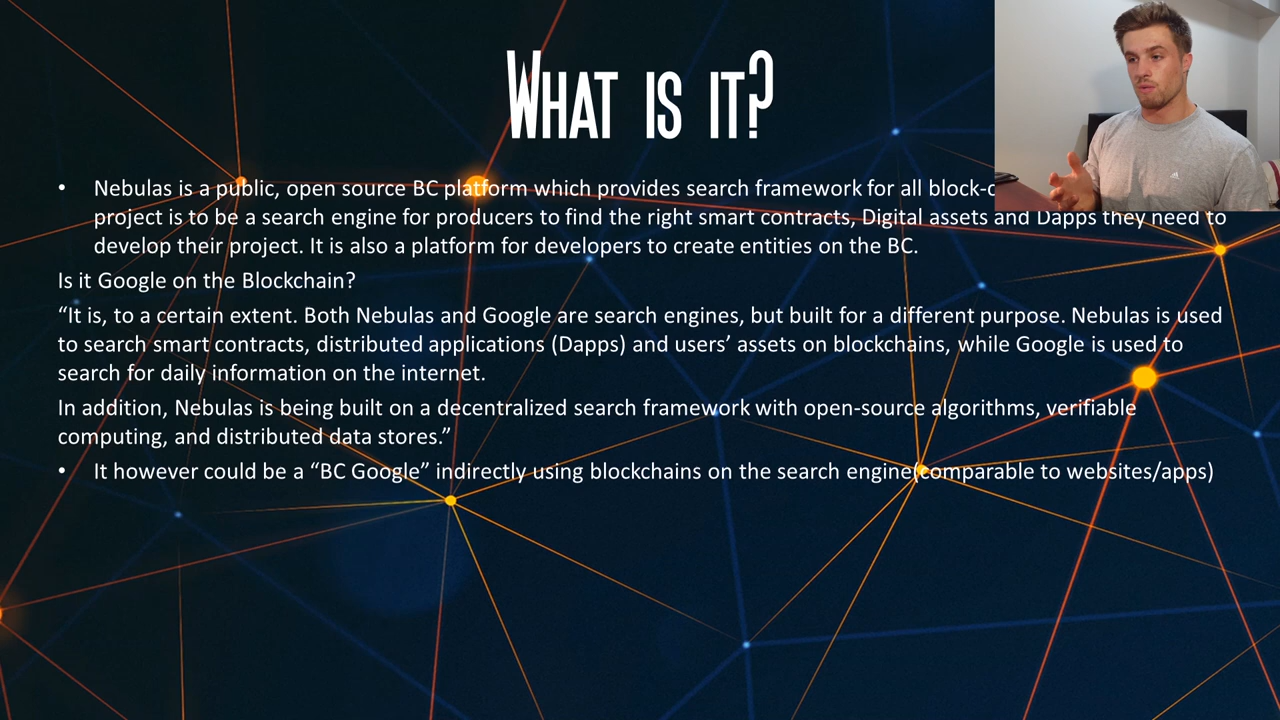 WHAT IS IT?
• Nebulas is a public, open source BC platform which provides search framework for all
project is to be a search engine for producers to find the right smart contracts, Digital assets and Dapps they need to
develop their project. It is also a platform for developers to create entities on the BC.
Is it Google on the Blockchain?
“It is, to a certain extent. Both Nebulas and Google are search engines, but built for a different purpose. Nebulas is used
to search smart contracts, distributed applications (Dapps) and users’ assets on blockchains, while Google is used to
search for daily information on the internet.
In addition, Nebulas is being built on a decentralized search framework with open-source algorithms, verifiable
computing, and distributed data stores.”
• It however could be a “BC Google” indirectly using blockchains on the search engine(comparable to websites/apps)